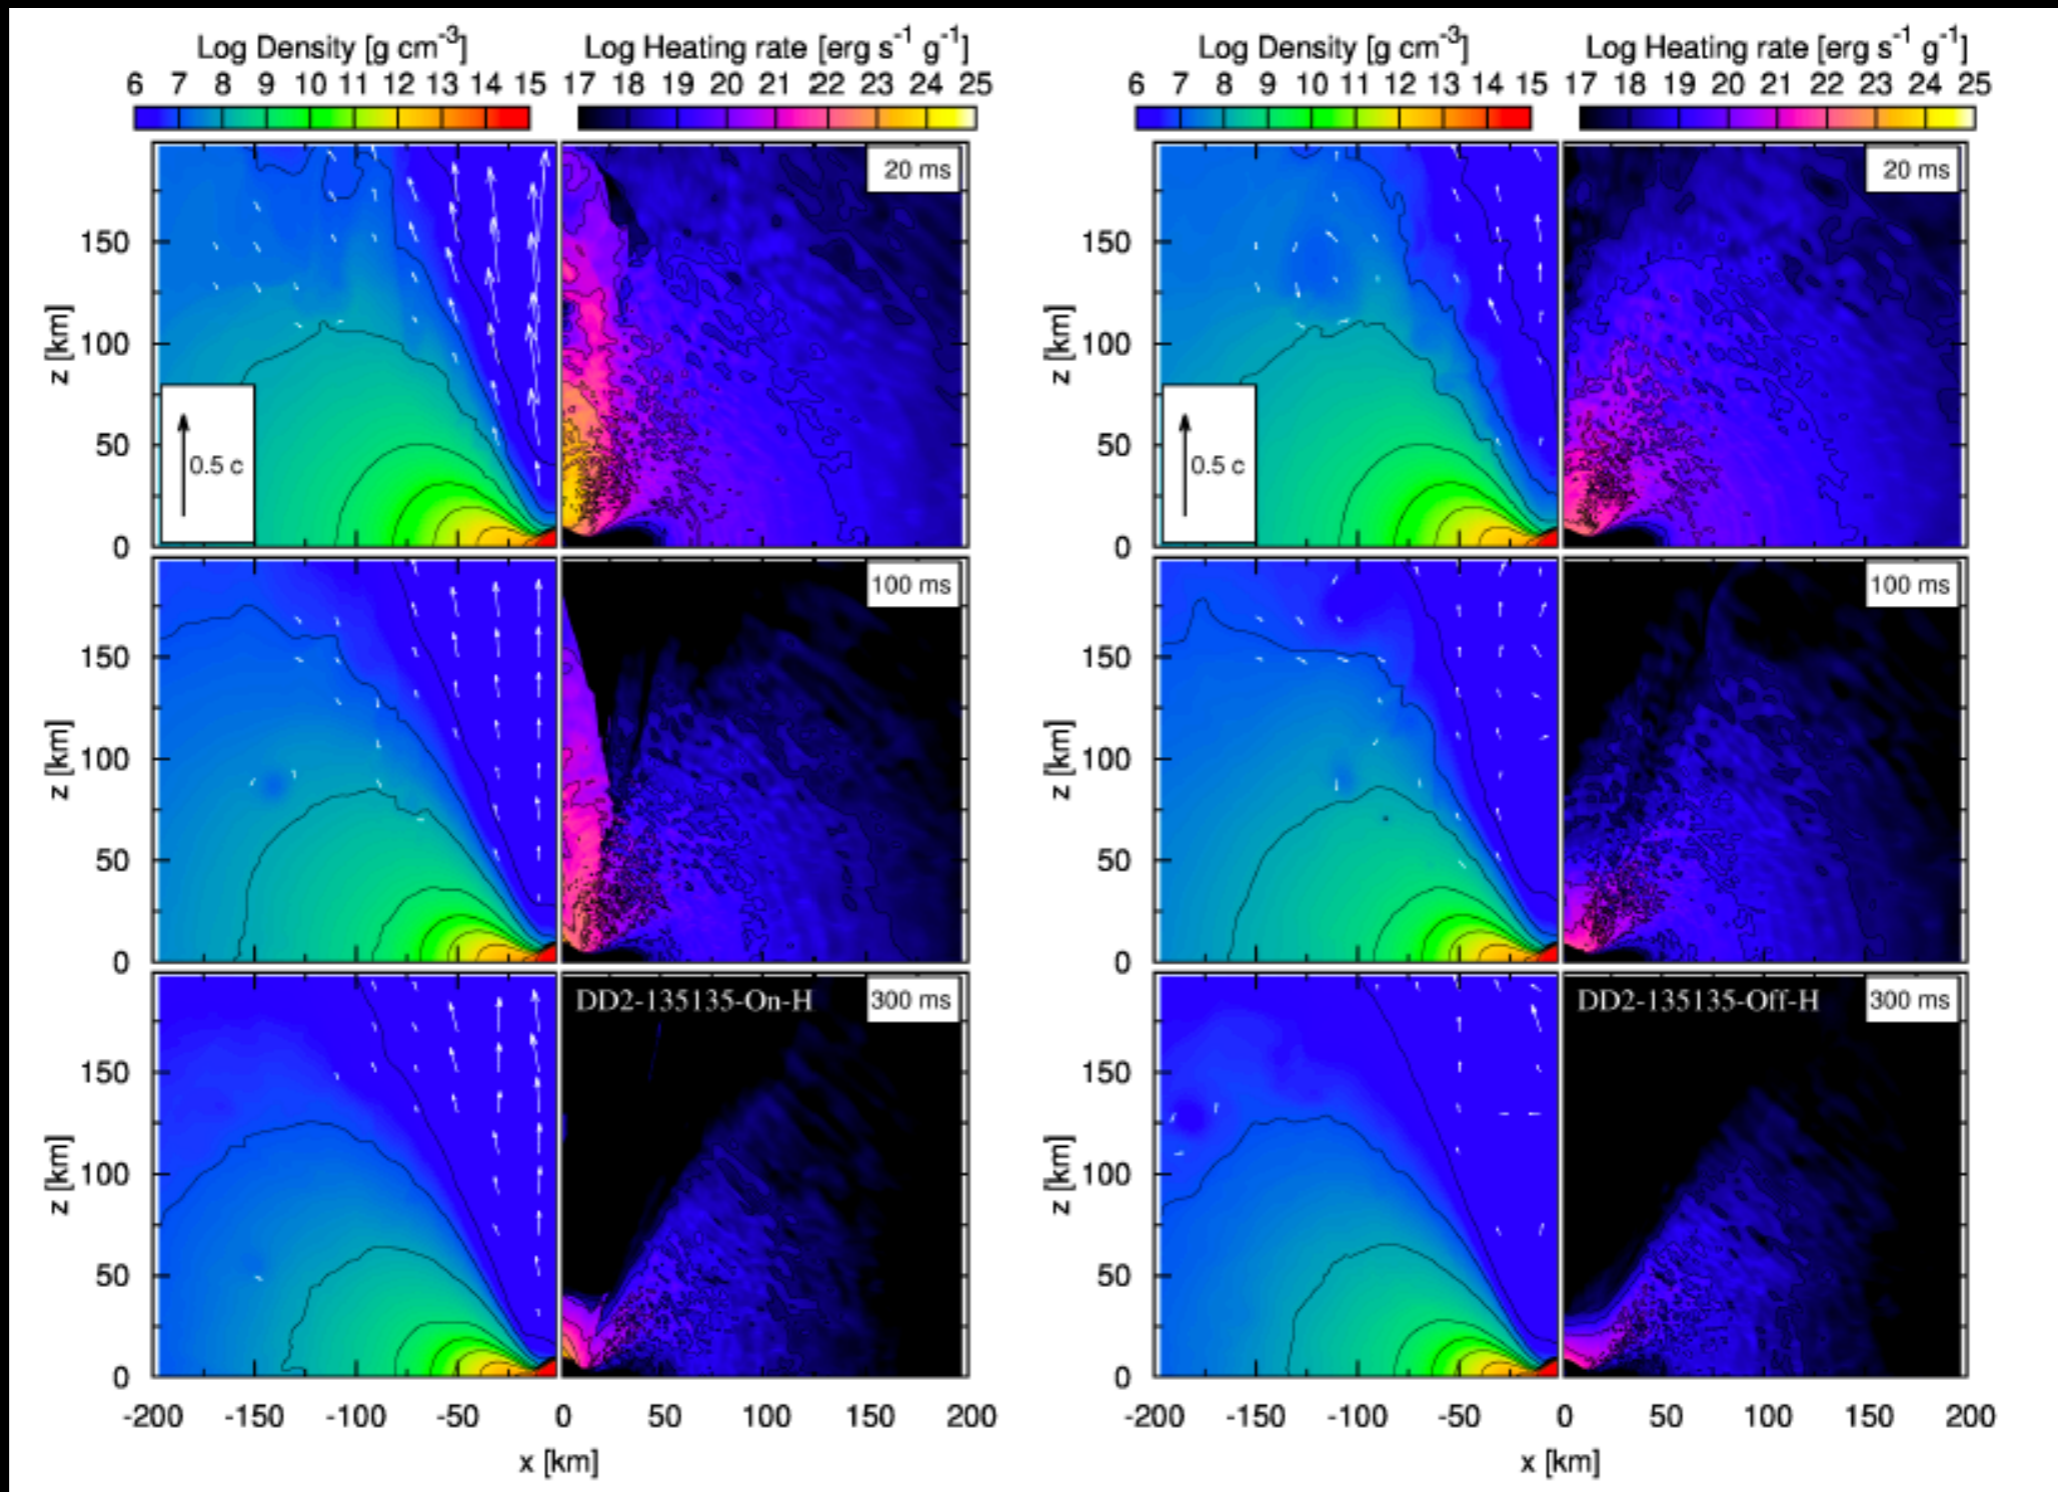 Log Density [g cm-3]
Log Heating rate [erg s-1 g-1]
6 7 8 9 10 11 12 13 14 15
17 18 19 20 21 22 23 24 25
20 ms
150
100
50
0
z [km]
0.5 c
100 ms
150
100
50
0
z [km]
DD2-135135-On-H
300 ms
150
100
50
0
z [km]
-200 -150 -100 -50 0 50 100 150 200
x [km]
Log Density [g cm-3]
Log Heating rate [erg s-1 g-1]
6 7 8 9 10 11 12 13 14 15
17 18 19 20 21 22 23 24 25
20 ms
150
100
50
0
z [km]
0.5 c
100 ms
150
100
50
0
z [km]
DD2-135135-Off-H
300 ms
150
100
50
0
z [km]
-200 -150 -100 -50 0 50 100 150 200
x [km]